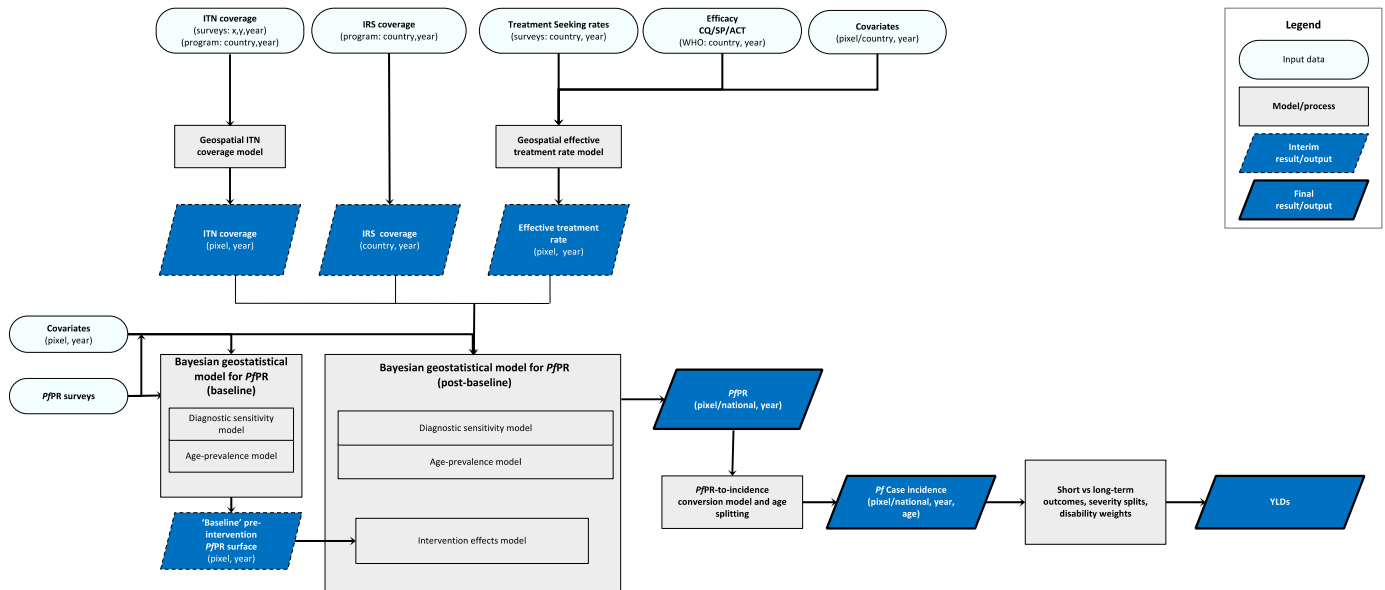 ITN coverage
(surveys: x,y,year)
(program: country,year)
IRS coverage
(program: country,year)
Treatment Seeking rates
(surveys: country, year)
Efficacy
CQ/SP/ACT
(WHO: country, year)
Covariates
(pixel/country, year)
Legend
Input data
Model/process
Interim
result/output
Final
result/output
Geospatial ITN
coverage model
Geospatial effective
treatment rate model
ITN coverage
(pixel, year)
IRS coverage
(country, year)
Effective treatment
rate
(pixel, year)
Covariates
(pixel, year)
PfPR surveys
Bayesian geostatistical
model for PfPR
(baseline)
Diagnostic sensitivity
model
Age-prevalence model
'Baseline' pre-
intervention
PfPR surface
(pixel, year)
Bayesian geostatistical model for PfPR
(post-baseline)
Diagnostic sensitivity model
Age-prevalence model
Intervention effects model
PfPR
(pixel/national, year)
PfPR-to-incidence
conversion model and age
splitting
Pf Case incidence
(pixel/national, year,
age)
Short vs long-term
outcomes, severity splits,
disability weights
YLDs